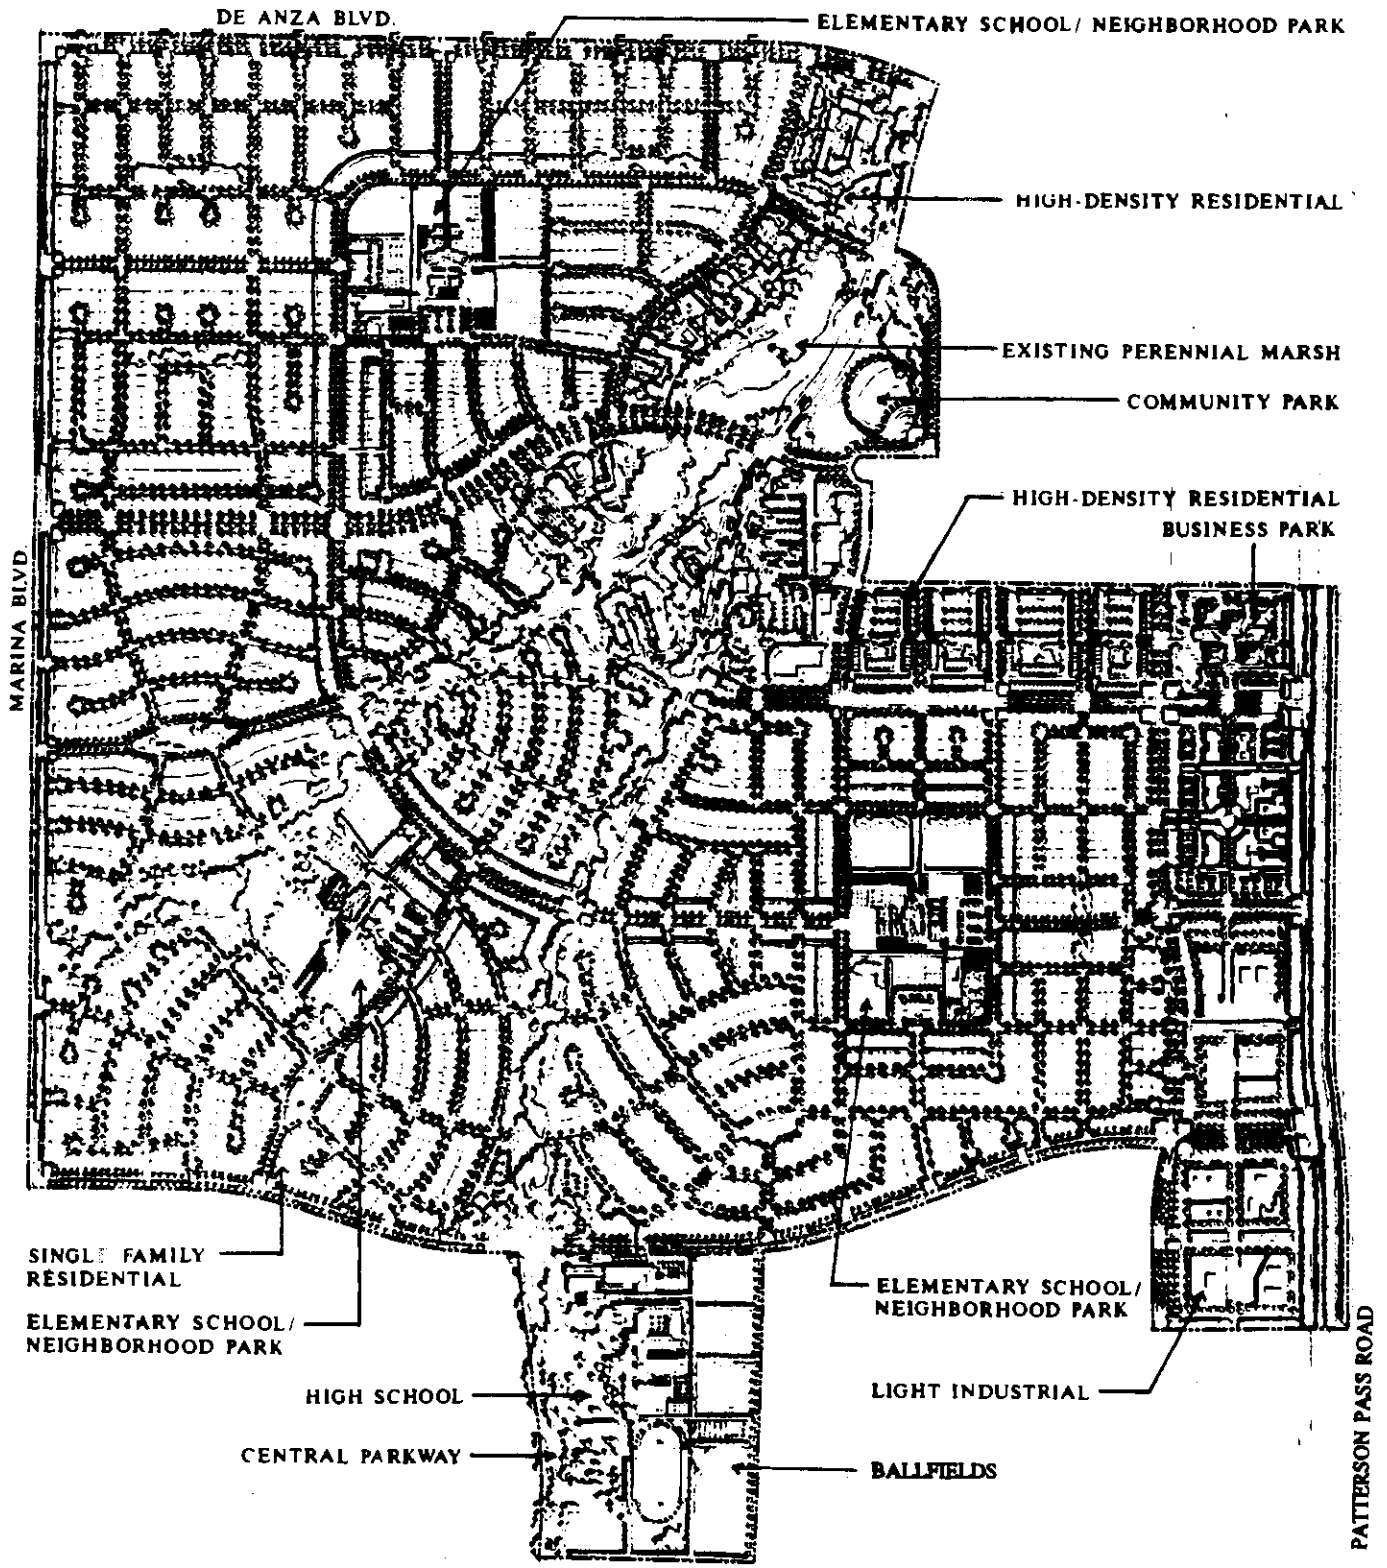 DE ANZA BLVD.
ELEMENTARY SCHOOL/ NEIGHBORHOOD PARK
HIGH-DENSITY RESIDENTIAL
EXISTING PERENNIAL MARSH
COMMUNITY PARK
HIGH-DENSITY RESIDENTIAL
BUSINESS PARK
MARINA BLVD.
SINGLE FAMILY
RESIDENTIAL
ELEMENTARY SCHOOL/
NEIGHBORHOOD PARK
ELEMENTARY SCHOOL/
NEIGHBORHOOD PARK
HIGH SCHOOL
LIGHT INDUSTRIAL
CENTRAL PARKWAY
BALLFIELDS
PATTERSON PASS ROAD